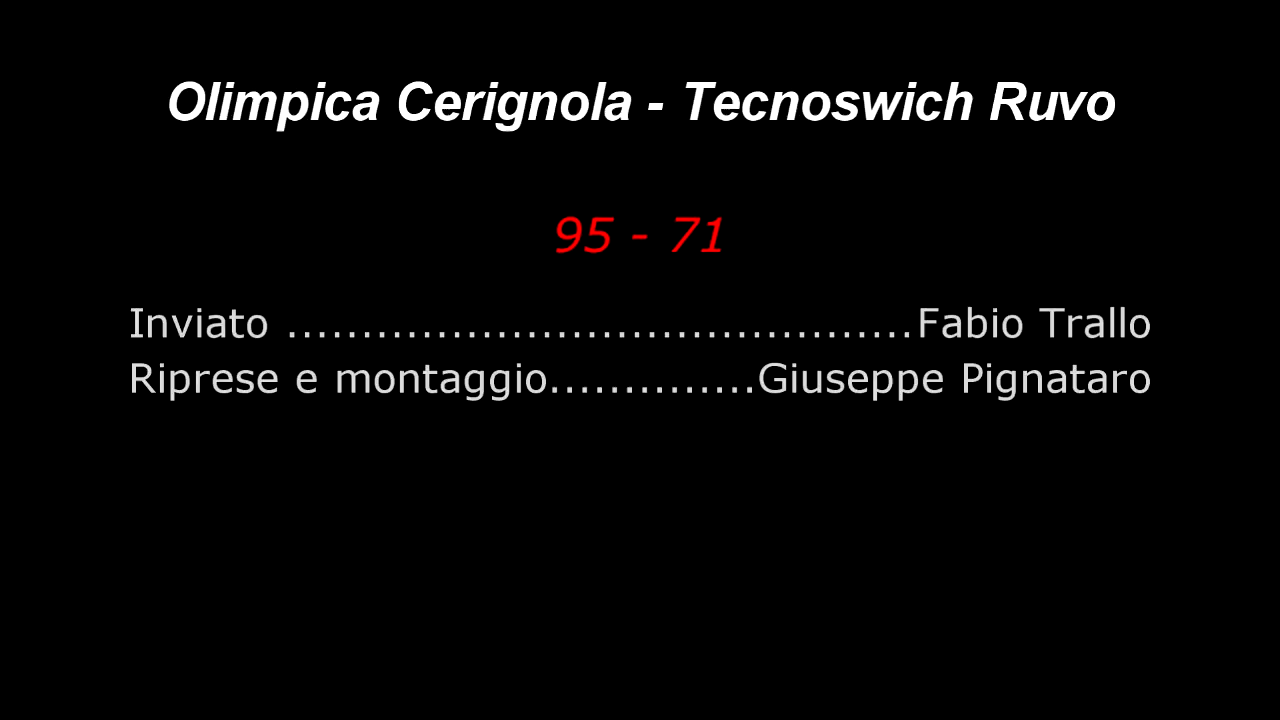 Olimpica Cerignola - Tecnoswich Ruvo
95 - 71
Inviato ..........................................Fabio Trallo
Riprese e montaggio..............Giuseppe Pignataro